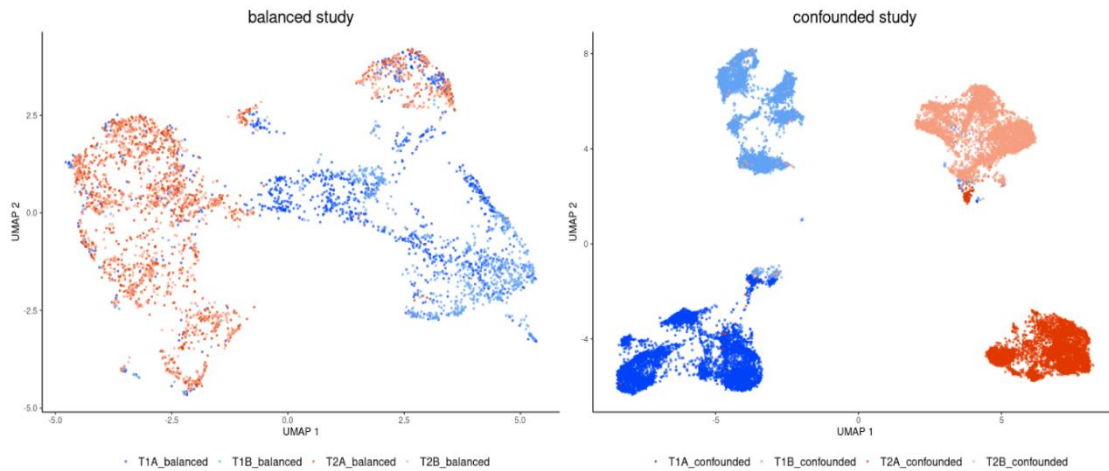 balanced study
confounded study
UMAP 2
2.5
0.0
-2.5
-5.0
-5.0
-2.5
0.0
2.5
5.0
UMAP 1
T1A_balanced T1B_balanced T2A_balanced T2B_balanced
UMAP 2
8
4
0
-4
-5
0
5
UMAP 1
T1A_confounded T1B_confounded T2A_confounded T2B_confounded